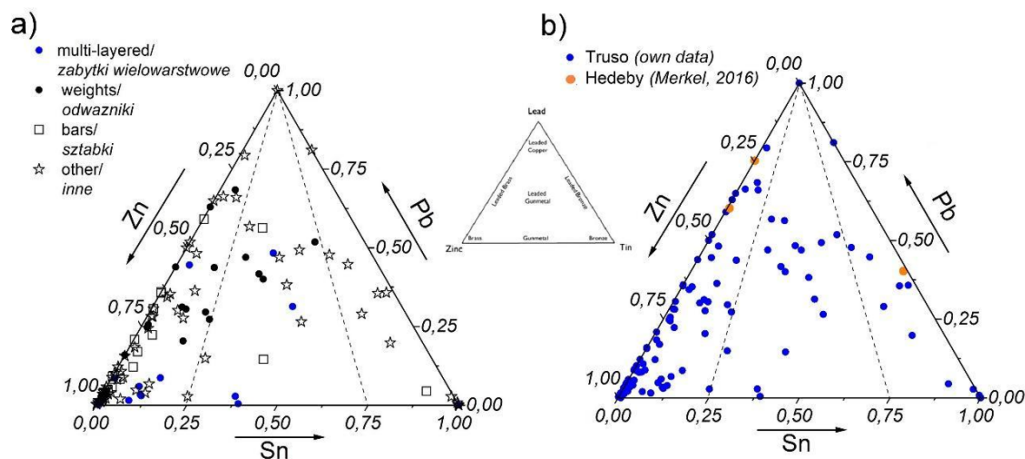 a)
multi-layered/
zabytki wielowarstwowe
weights/
odwazniki
bars/
sztabki
other/
inne
0,00
1,00
0,25
0,75
Zn
Pb
0,50
0,50
0,75
0,25
1,00
0,00
0,00
0,25
0,50
0,75
1,00
Sn
Lead
Leaded
Copper
Leaded Brass
Leaded Bronze
Leaded
Gunmetal
Brass
Gunmetal
Bronze
Zinc
Tin
b)
Truso (own data)
Hedeby (Merkel, 2016)
0,00
1,00
0,25
0,75
Zn
Pb
0,50
0,50
0,75
0,25
1,00
0,00
0,00
0,25
0,50
0,75
1,00
Sn